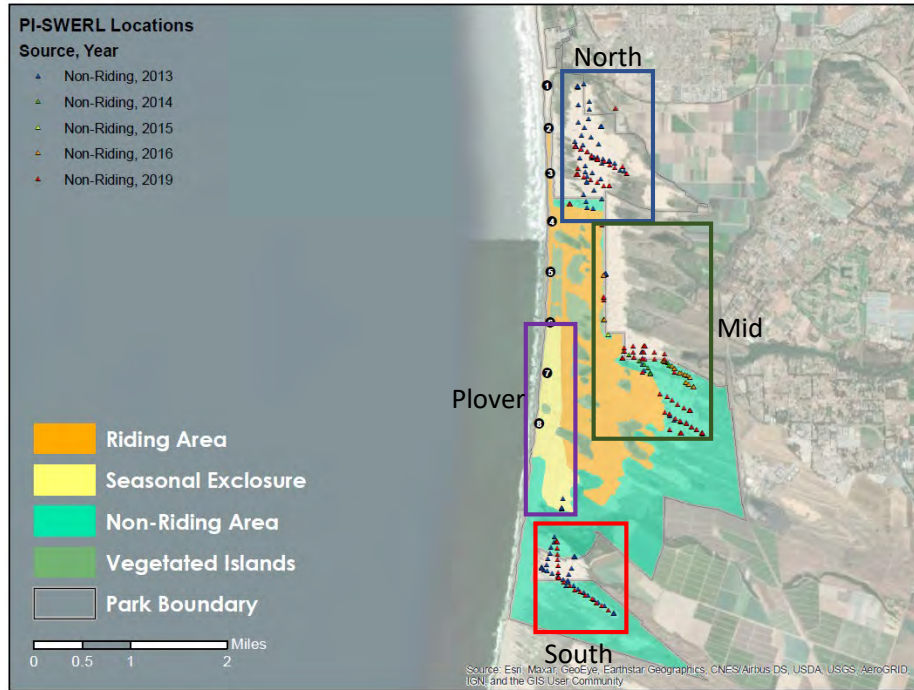 PI-SWERL Locations
Source, Year
Non-Riding, 2013
Non-Riding, 2014
Non-Riding, 2015
Non-Riding, 2016
Non-Riding, 2019
North
1
2
3
4
5
6
Mid
7
Plover
8
Riding Area
Seasonal Exclosure
Non-Riding Area
Vegetated Islands
Park Boundary
Miles
0 0.5 1 2
South
Source: Esri, Maxar, GeoEye, Earthstar Geographics, CNES/Airbus DS, USDA, USGS, AeroGRID,
IGN, and the GIS User Community